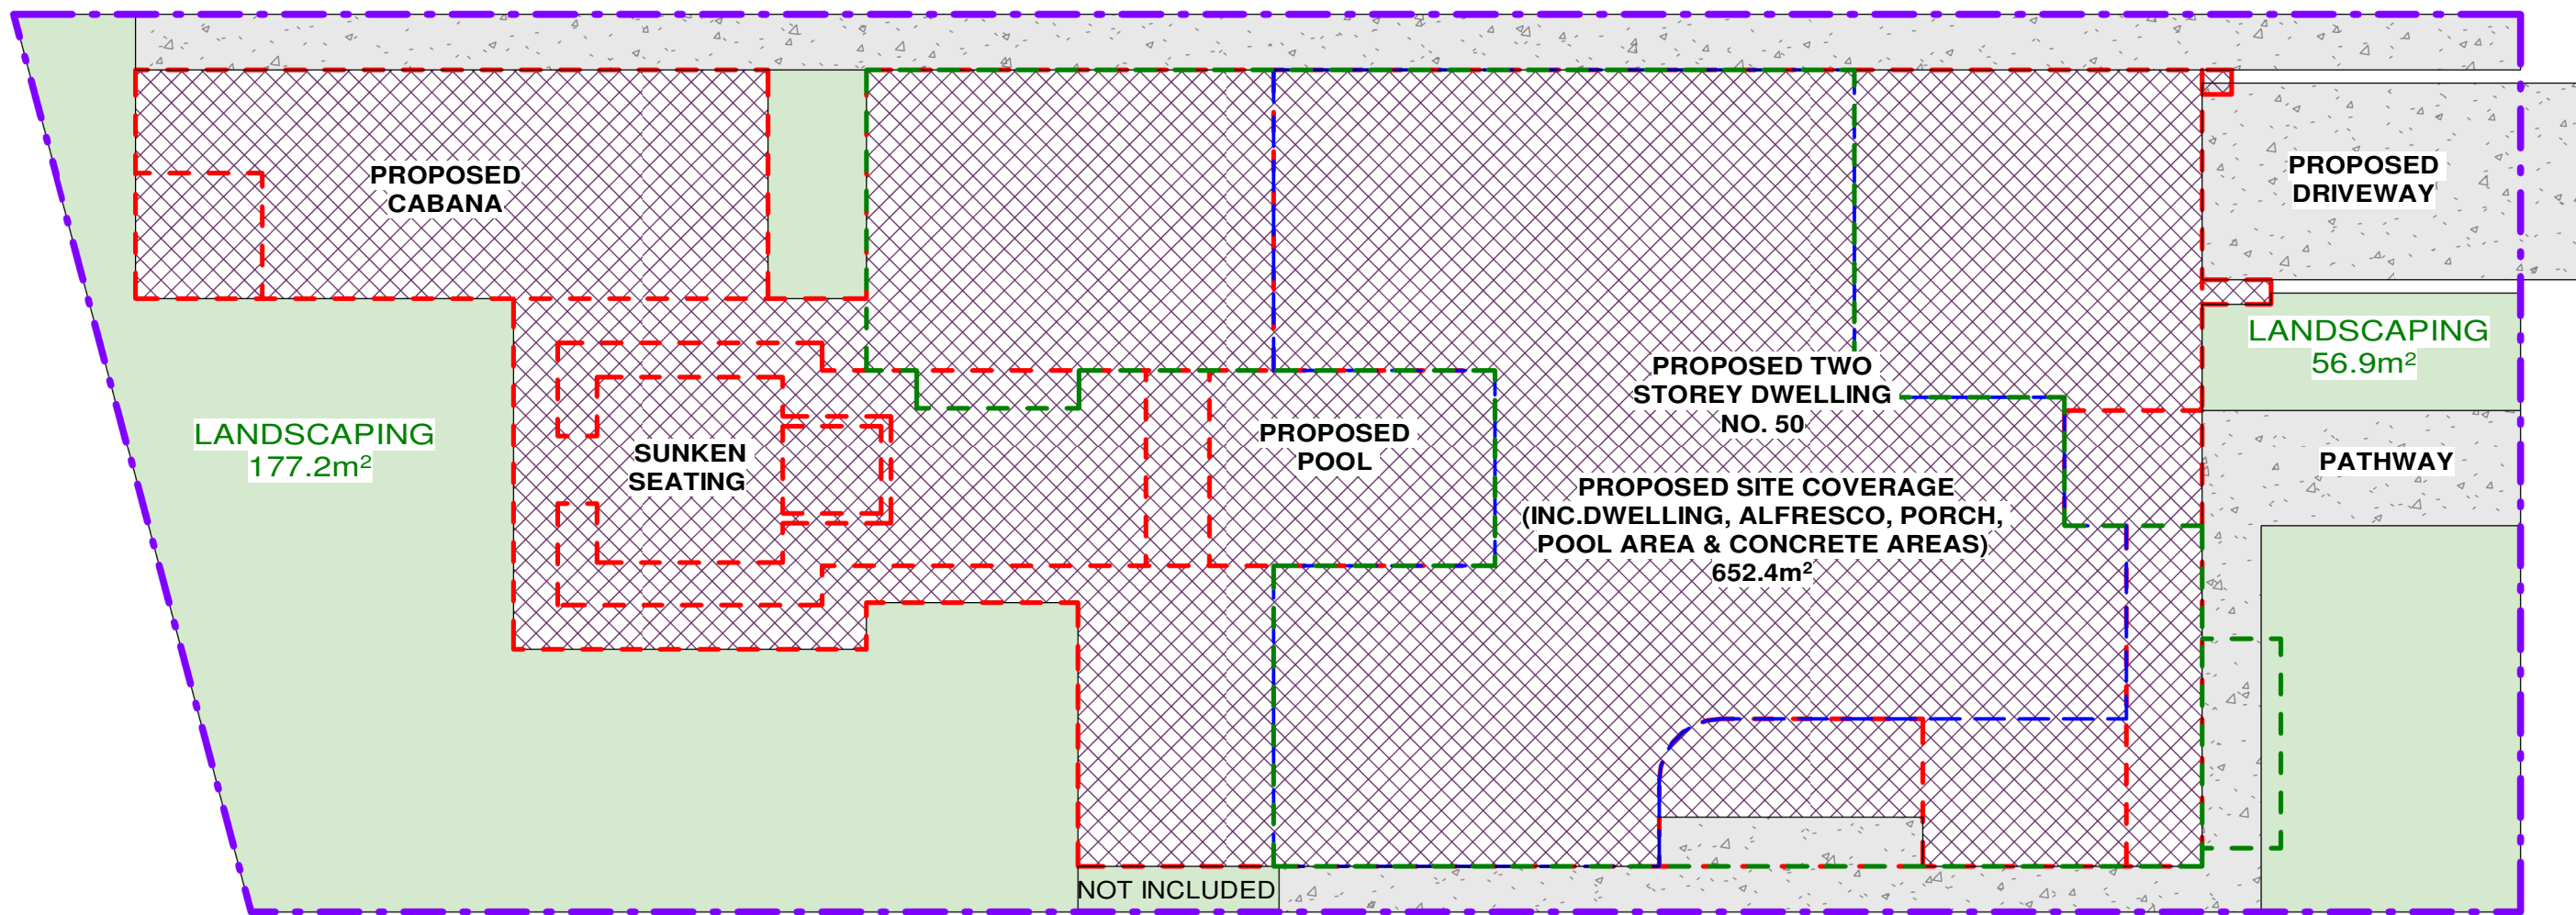 PROPOSED
CABANA
PROPOSED
DRIVEWAY
LANDSCAPING
56.9m²
PROPOSED TWO
STOREY DWELLING
NO. 50
LANDSCAPING
177.2m²
SUNKEN
SEATING
PROPOSED
POOL
PATHWAY
PROPOSED SITE COVERAGE
(INC.DWELLING, ALFRESCO, PORCH,
POOL AREA & CONCRETE AREAS)
652.4m²
NOT INCLUDED